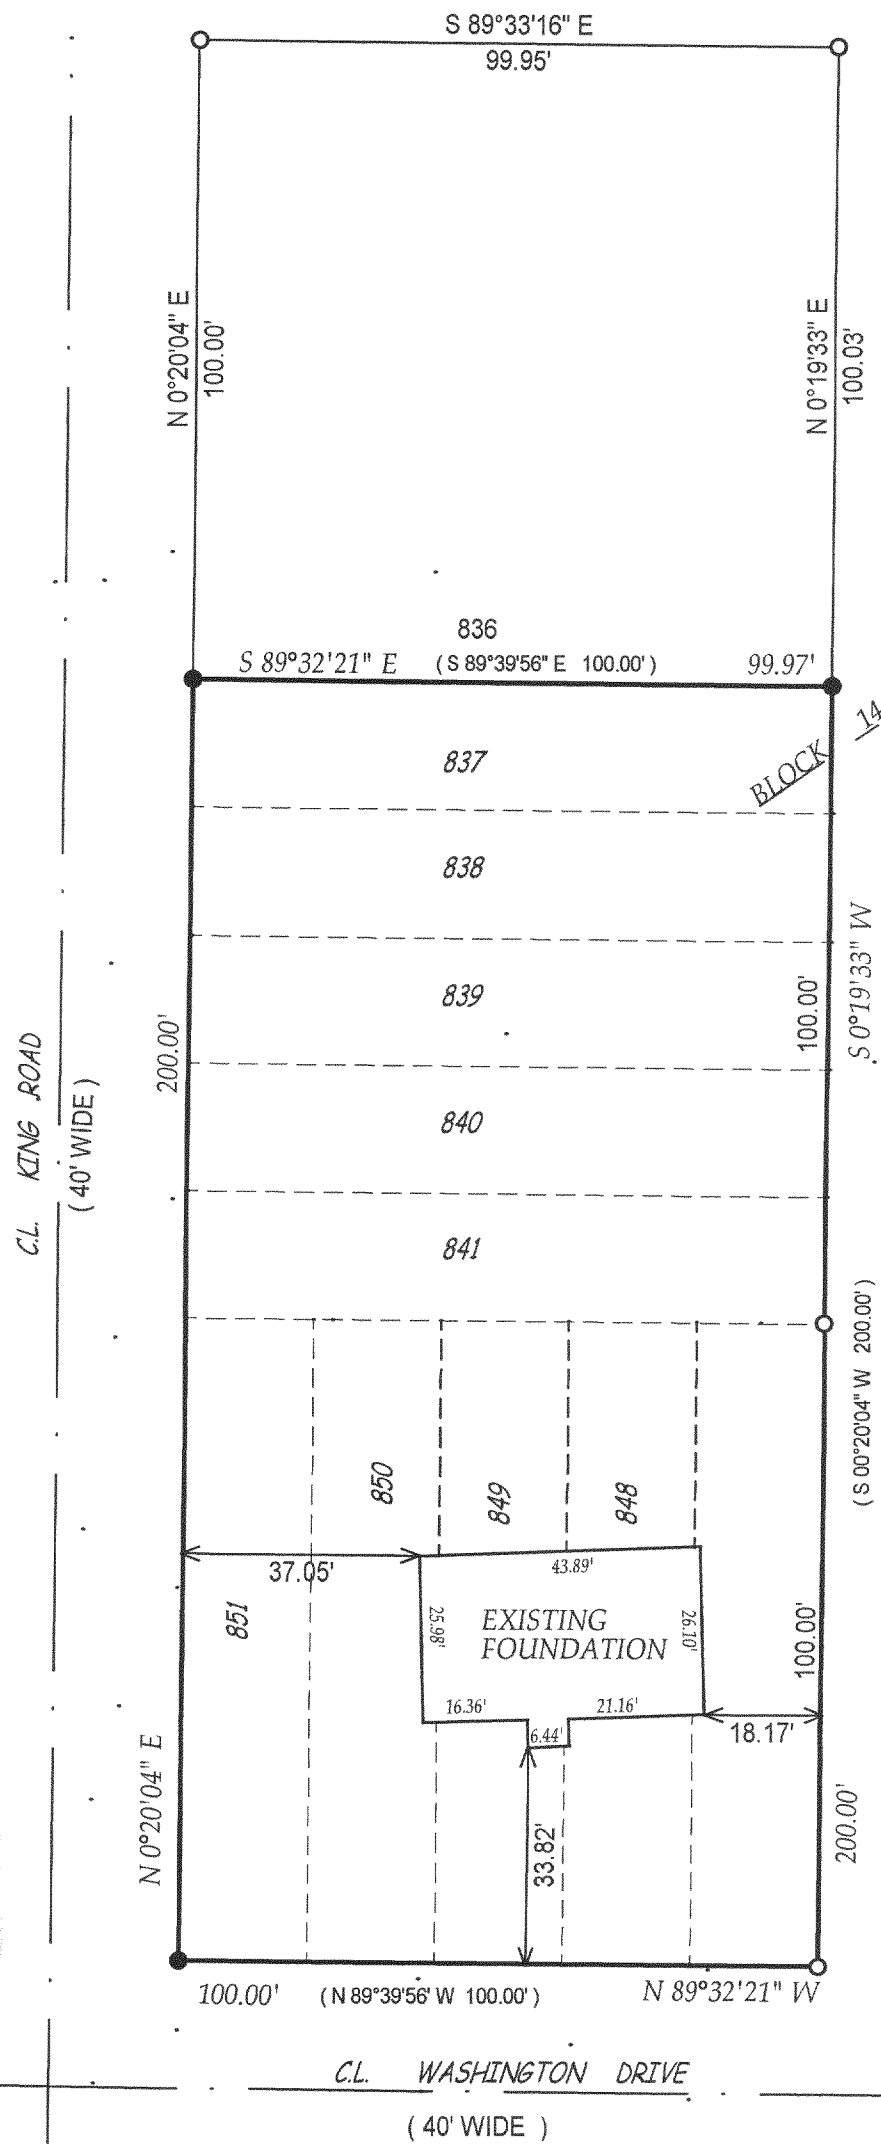 S 89°33'16" E
99.95'
N 0°20'04" E
100.00'
N 0°19'33" E
100.03'
836
S 89°32'21" E
( S 89°39'56" E 100.00' )
99.97'
BLOCK 14
837
838
839
840
841
200.00'
100.00'
S 0°19'33" W
C.L. KING ROAD
( 40' WIDE )
( S 00°20'04" W 200.00' )
850
849
848
37.05'
43.89'
851
25.98'
EXISTING
FOUNDATION
26.10'
100.00'
16.36'
21.16'
6.44'
18.17'
33.82'
N 0°20'04" E
200.00'
100.00'
( N 89°39'56' W 100.00' )
N 89°32'21" W
C.L. WASHINGTON DRIVE
( 40' WIDE )